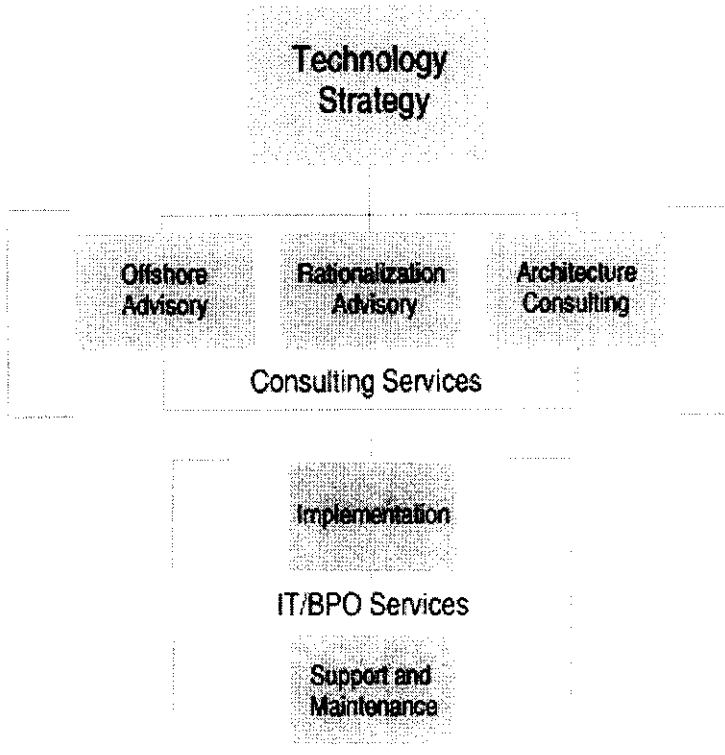 Technology
Strategy
Offshore
Advisory
Rationalization
Advisory
Architecture
Consulting
Consulting Services
Implementation
IT/BPO Services
Support and
Maintenance